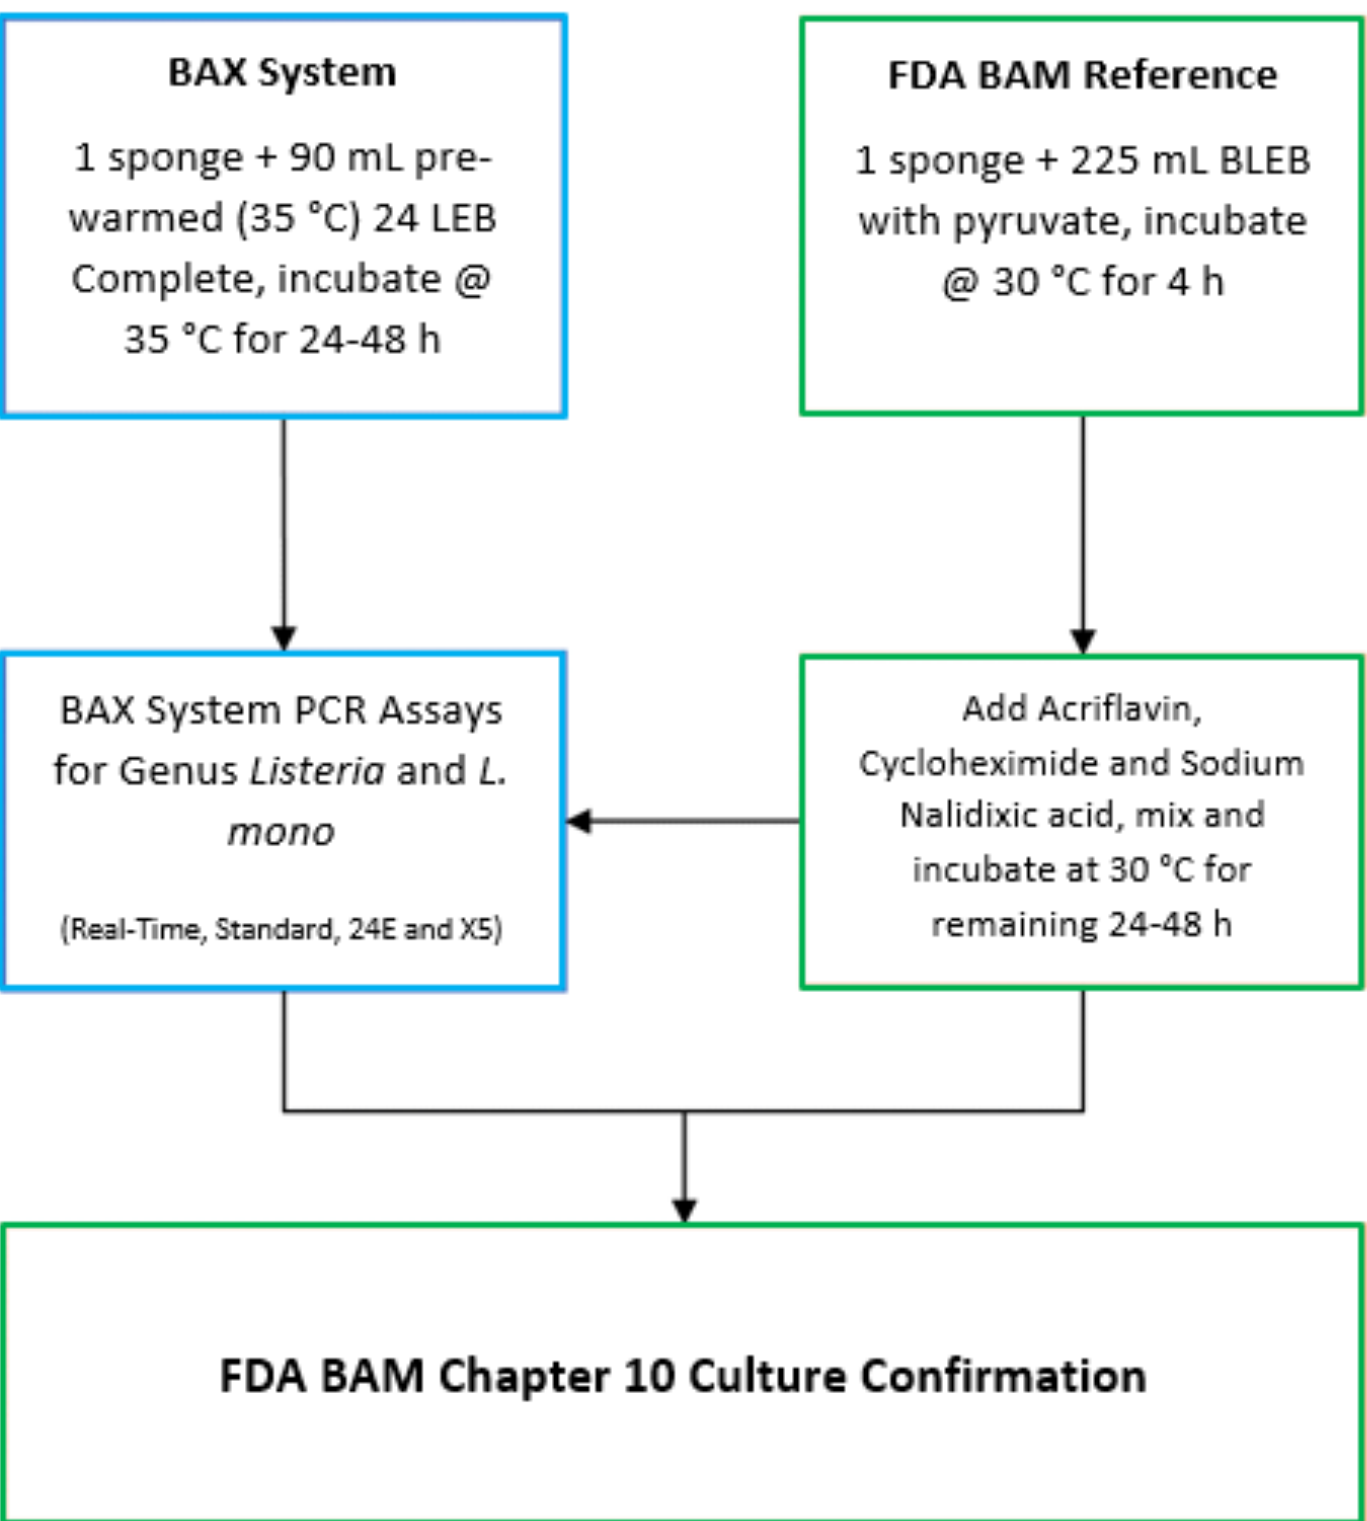 BAX System
1 sponge + 90 mL pre-
warmed (35 °C) 24 LEB
Complete, incubate @
35 °C for 24-48 h
FDA BAM Reference
1 sponge + 225 mL BLEB
with pyruvate, incubate
@ 30 °C for 4 h
BAX System PCR Assays
for Genus Listeria and L.
mono
(Real-Time, Standard, 24E and X5)
Add Acriflavin,
Cycloheximide and Sodium
Nalidixic acid, mix and
incubate at 30 °C for
remaining 24-48 h
FDA BAM Chapter 10 Culture Confirmation